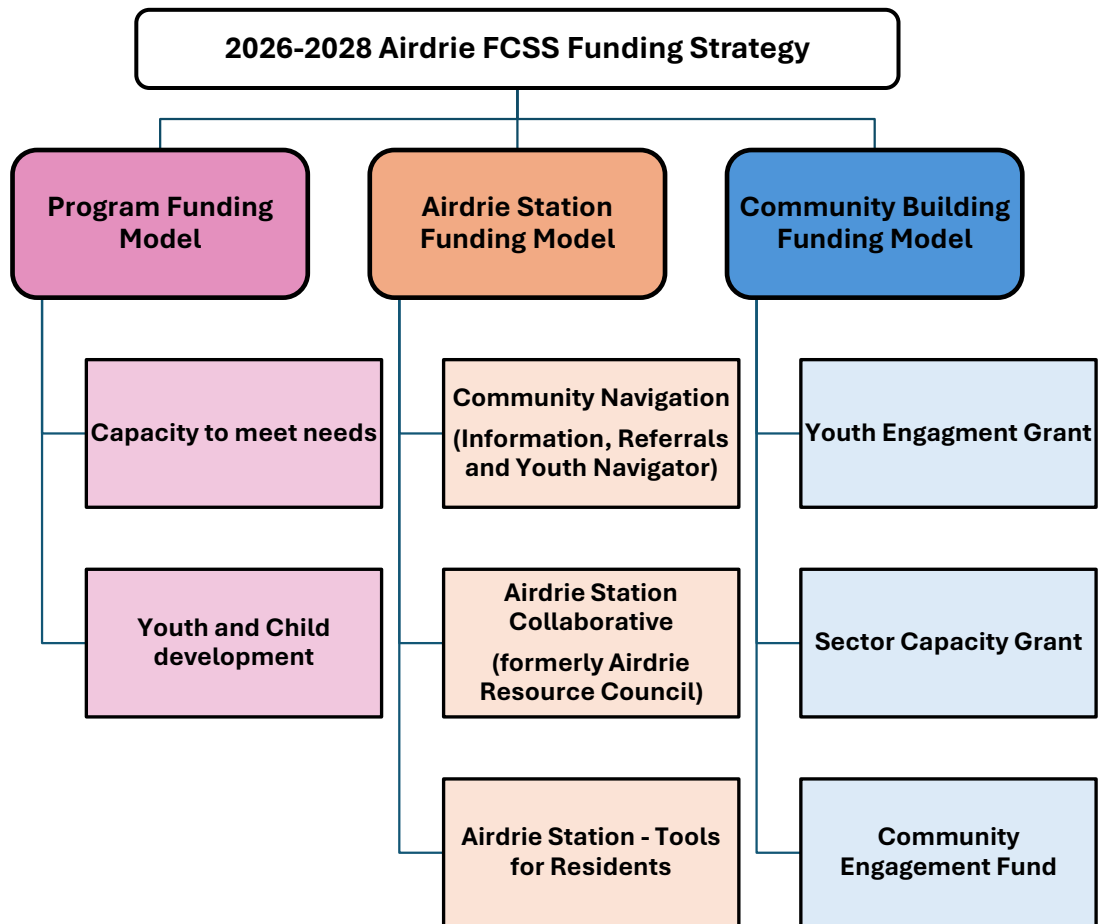 2026-2028 Airdrie FCSS Funding Strategy
Program Funding
Model
Airdrie Station
Funding Model
Community Building
Funding Model
Capacity to meet needs
Youth and Child
development
Community Navigation
(Information, Referrals
and Youth Navigator)
Airdrie Station
Collaborative
(formerly Airdrie
Resource Council)
Airdrie Station - Tools
for Residents
Youth Engagment Grant
Sector Capacity Grant
Community
Engagement Fund